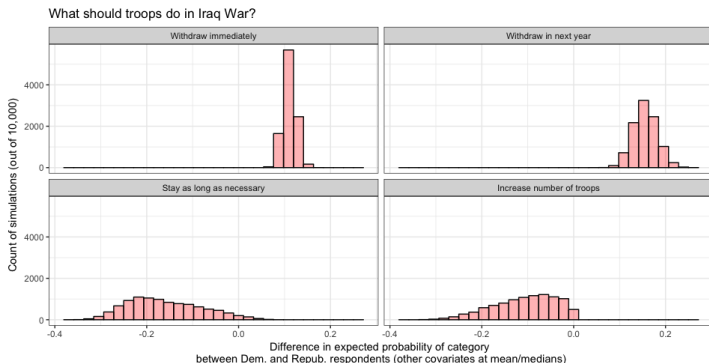 What should troops do in Iraq War?
Withdraw immediately
Withdraw in next year
4000
2000
0
Stay as long as necessary
Increase number of troops
4000
2000
0
-0.4
-0.2
0.0
0.2
-0.4
-0.2
0.0
0.2
Count of simulations (out of 10,000)
Difference in expected probability of category
between Dem. and Repub. respondents (other covariates at mean/medians)